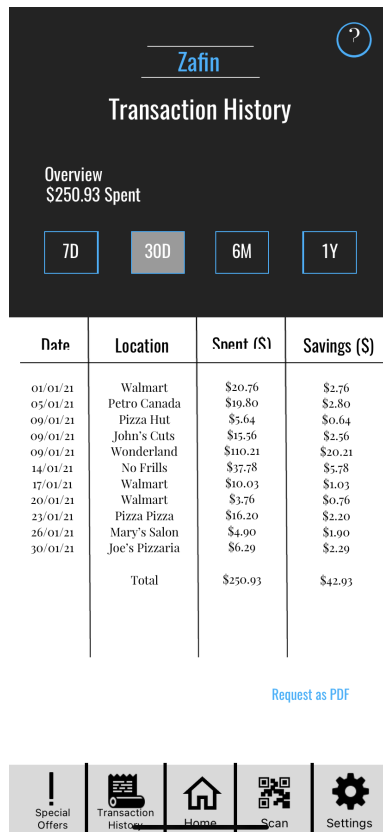 ?
Zafin
Transaction History
Overview
$250.93 Spent
7D 30D 6M 1Y
Date Location Spent ($) Savings ($)
01/01/21 Walmart $20.76 $2.76
05/01/21 Petro Canada $19.80 $2.80
09/01/21 Pizza Hut $5.64 $0.64
09/01/21 John's Cuts $15.56 $2.56
09/01/21 Wonderland $110.21 $20.21
14/01/21 No Frills $37.78 $5.78
17/01/21 Walmart $10.03 $1.03
20/01/21 Walmart $3.76 $0.76
23/01/21 Pizza Pizza $16.20 $2.20
26/01/21 Mary's Salon $4.90 $1.90
30/01/21 Joe's Pizzaria $6.29 $2.29
Total $250.93 $42.93
Request as PDF
Special Offers
Transaction History
Home
Scan
Settings